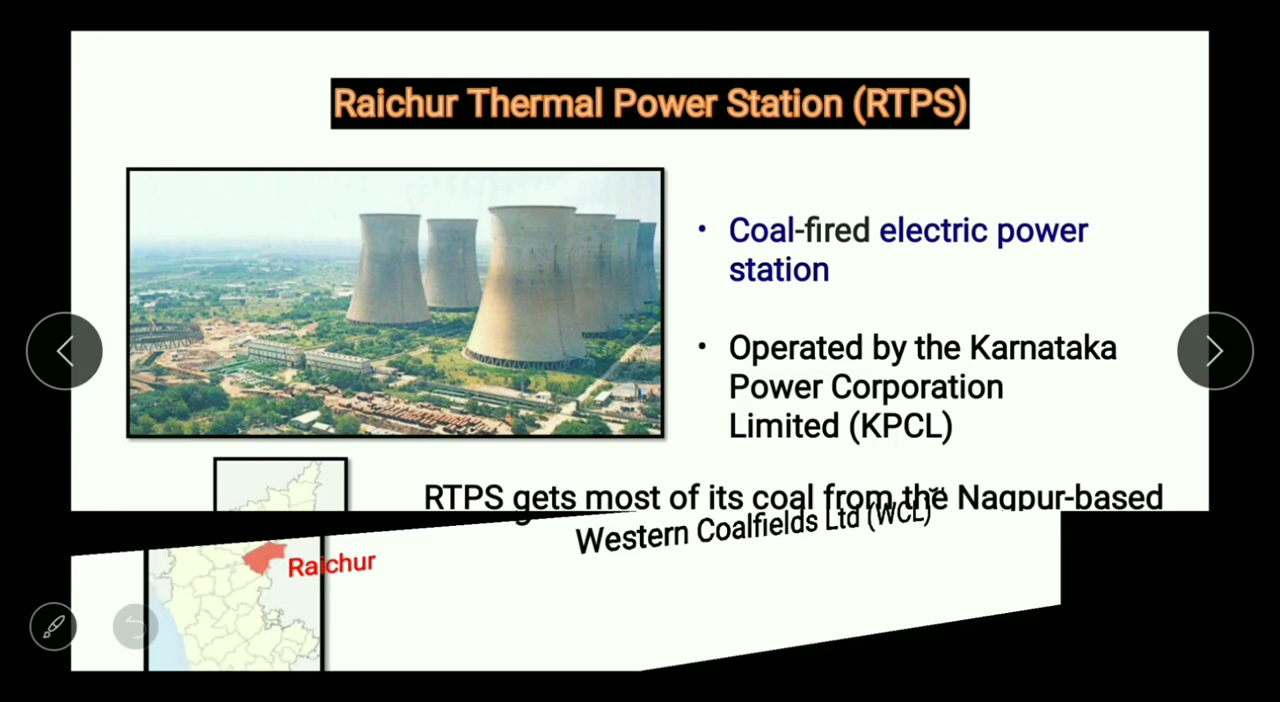 Raichur Thermal Power Station (RTPS)
• Coal-fired electric power
station
• Operated by the Karnataka
Power Corporation
Limited (KPCL)
RTPS gets most of its coal from the Nagpur-based
Western Coalfields Ltd (WCL)
Raichur